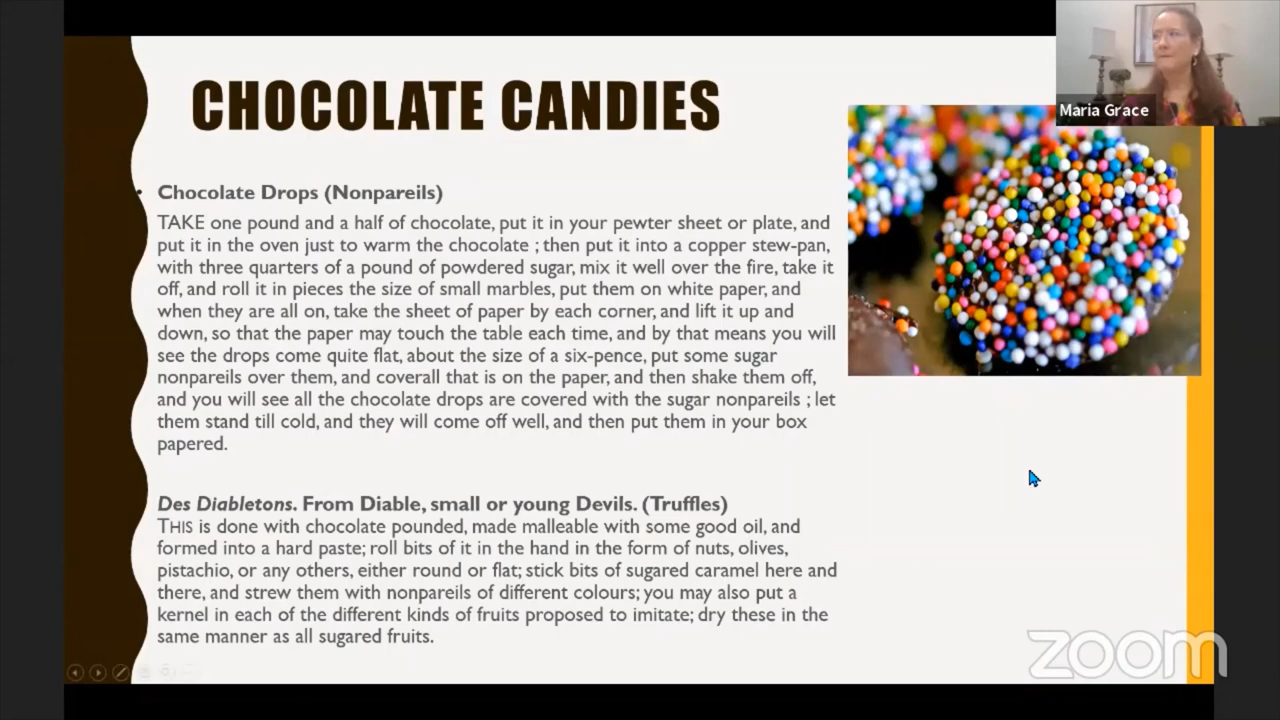 CHOCOLATE CANDIES
Maria Grace
• Chocolate Drops (Nonpareils)
TAKE one pound and a half of chocolate, put it in your pewter sheet or plate, and
put it in the oven just to warm the chocolate ; then put it into a copper stew-pan,
with three quarters of a pound of powdered sugar, mix it well over the fire, take it
off, and roll it in pieces the size of small marbles, put them on white paper, and
when they are all on, take the sheet of paper by each corner, and lift it up and
down, so that the paper may touch the table each time, and by that means you will
see the drops come quite flat, about the size of a six-pence, put some sugar
nonpareils over them, and coverall that is on the paper, and then shake them off,
and you will see all the chocolate drops are covered with the sugar nonpareils ; let
them stand till cold, and they will come off well, and then put them in your box
papered.
Des Diabletons. From Diable, small or young Devils. (Truffles)
THIS is done with chocolate pounded, made malleable with some good oil, and
formed into a hard paste; roll bits of it in the hand in the form of nuts, olives,
pistachio, or any others, either round or flat; stick bits of sugared caramel here and
there, and strew them with nonpareils of different colours; you may also put a
kernel in each of the different kinds of fruits proposed to imitate; dry these in the
same manner as all sugared fruits.
zoom